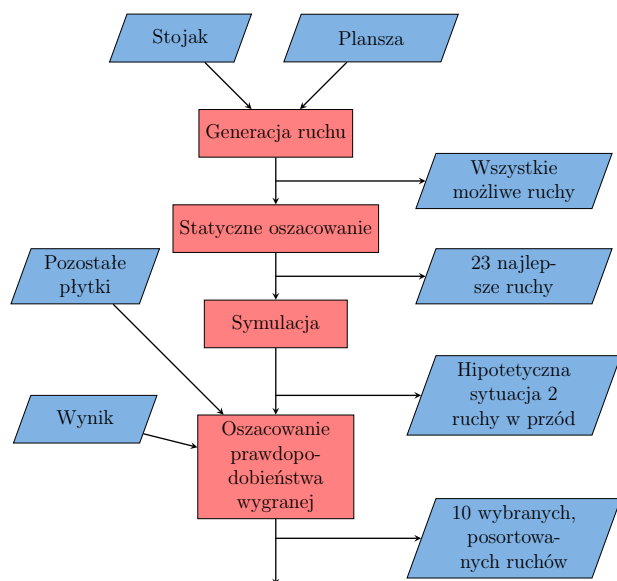 Stojak
Plansza
Generacja ruchu
Wszystkie
możliwe ruchy
Statyczne oszacowanie
Pozostałe
płytki
23 najlep-
sze ruchy
Symulacja
Hipotetyczna
sytuacja 2
ruchy w przód
Wynik
Oszacowanie
prawdopo-
dobieństwa
wygranej
10 wybranych,
posortowa-
nych ruchów